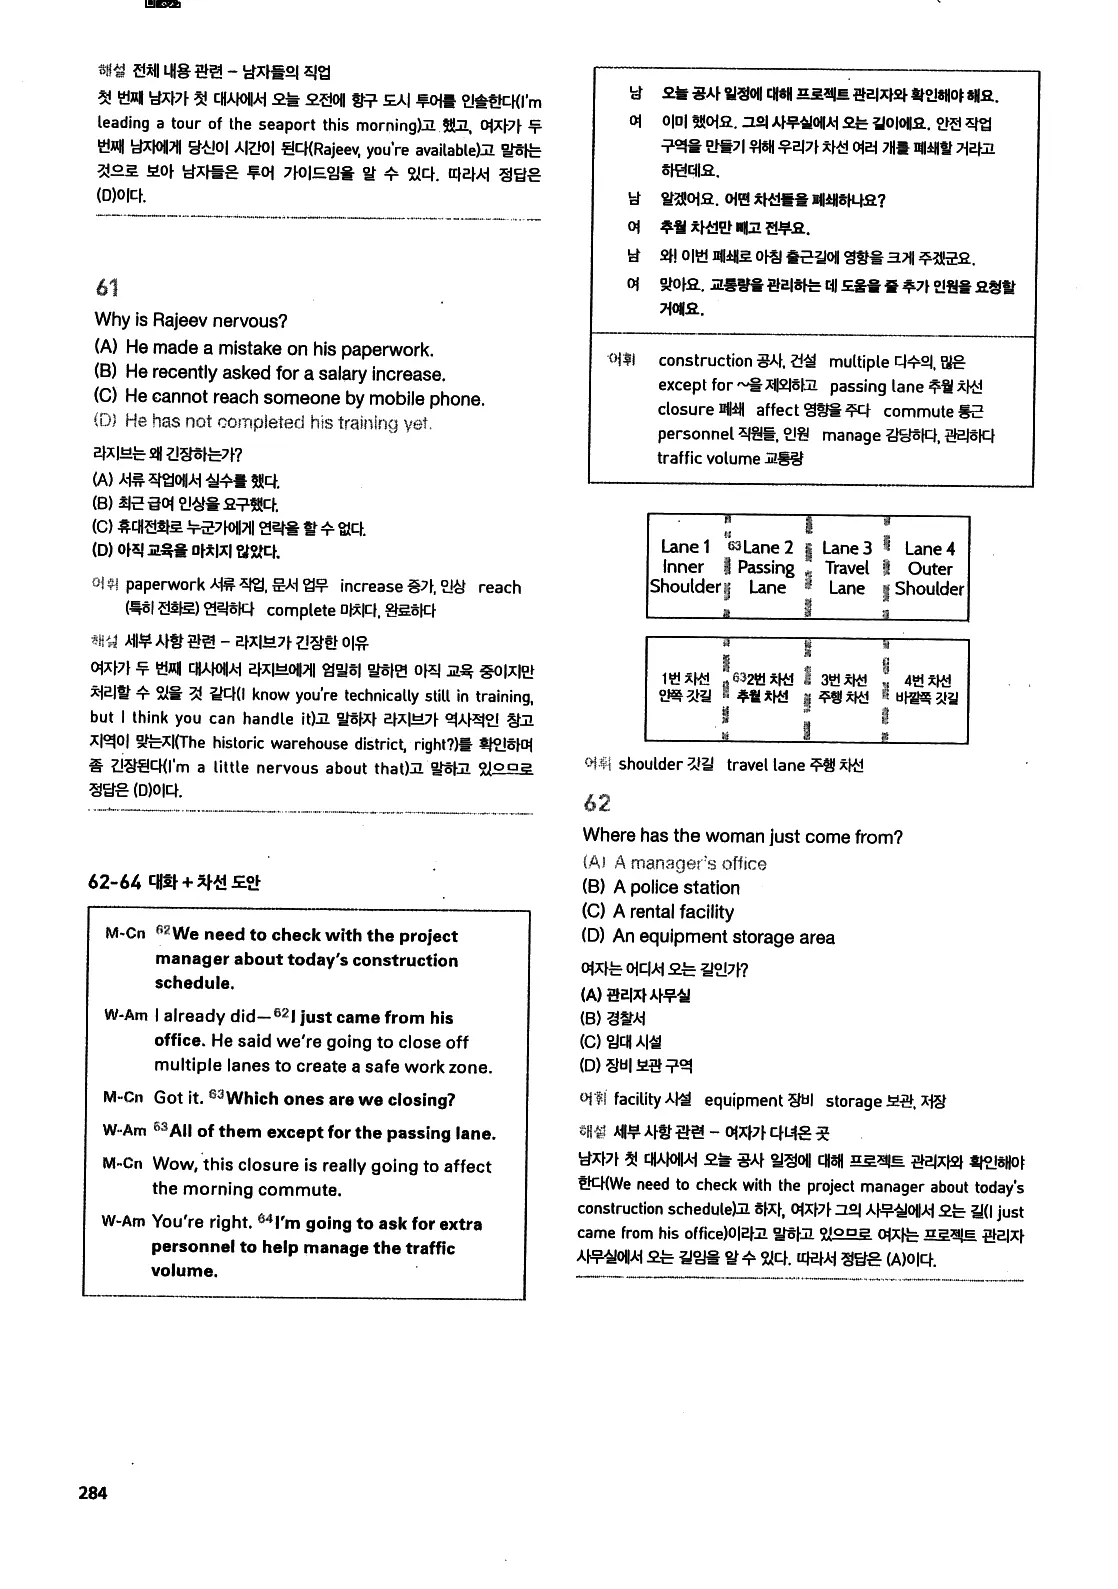 해설 전체 내용 관련 – 남자들의 직업
첫 번째 남자가 첫 대사에서 오늘 오전에 항구 도시 투어를 인솔한다(I'm
leading a tour of the seaport this morning)고 했고, 여자가 두
번째 남자에게 당신이 시간이 된다(Rajeev, you're available)고 말하는
것으로 보아 남자들은 투어 가이드임을 알 수 있다. 따라서 정답은
(D)이다.
61
Why is Rajeev nervous?
(A) He made a mistake on his paperwork.
(B) He recently asked for a salary increase.
(C) He cannot reach someone by mobile phone.
(D) He has not completed his training yet.
라지브는 왜 긴장하는가?
(A) 서류 작업에서 실수를 했다.
(B) 최근 급여 인상을 요구했다.
(C) 휴대전화로 누군가에게 연락을 할 수 없다.
(D) 아직 교육을 마치지 않았다.
어휘 paperwork 서류 작업, 문서 업무 increase 증가, 인상 reach
(특히 전화로) 연락하다 complete 마치다, 완료하다
해설 세부 사항 관련 – 라지브가 긴장한 이유
여자가 두 번째 대사에서 라지브에게 엄밀히 말하면 아직 교육 중이지만
처리할 수 있을 것 같다(I know you're technically still in training,
but I think you can handle it)고 말하자 라지브가 역사적인 창고
지역이 맞는지(The historic warehouse district, right?)를 확인하며
좀 긴장된다(I'm a little nervous about that)고 말하고 있으므로
정답은 (D)이다.
62-64 대화 + 차선 도안
M-Cn 62We need to check with the project
manager about today's construction
schedule.
W-Am I already did—62I just came from his
office. He said we're going to close off
multiple lanes to create a safe work zone.
M-Cn Got it. 63Which ones are we closing?
W-Am 63All of them except for the passing lane.
M-Cn Wow, this closure is really going to affect
the morning commute.
W-Am You're right. 64I'm going to ask for extra
personnel to help manage the traffic
volume.
284
남 오늘 공사 일정에 대해 프로젝트 관리자와 확인해야 해요.
여 이미 했어요. 그의 사무실에서 오는 길이에요. 안전 작업
구역을 만들기 위해 우리가 차선 여러 개를 폐쇄할 거라고
하던데요.
남 알겠어요. 어떤 차선들을 폐쇄하나요?
여 추월 차선만 빼고 전부요.
남 와! 이번 폐쇄로 아침 출근길에 영향을 크게 주겠군요.
여 맞아요. 교통량을 관리하는 데 도움을 줄 추가 인원을 요청할
거예요.
어휘 construction 공사, 건설 multiple 다수의, 많은
except for ~을 제외하고 passing lane 추월 차선
closure 폐쇄 affect 영향을 주다 commute 통근
personnel 직원들, 인원 manage 감당하다, 관리하다
traffic volume 교통량
Lane 1 63Lane 2 Lane 3 Lane 4
Inner Passing Travel Outer
Shoulder Lane Lane Shoulder
1번 차선 632번 차선 3번 차선 4번 차선
안쪽 갓길 추월 차선 주행 차선 바깥쪽 갓길
어휘 shoulder 갓길 travel lane 주행 차선
62
Where has the woman just come from?
(A) A manager's office
(B) A police station
(C) A rental facility
(D) An equipment storage area
여자는 어디서 오는 길인가?
(A) 관리자 사무실
(B) 경찰서
(C) 임대 시설
(D) 장비 보관 구역
어휘 facility 시설 equipment 장비 storage 보관, 저장
해설 세부 사항 관련 – 여자가 다녀온 곳
남자가 첫 대사에서 오늘 공사 일정에 대해 프로젝트 관리자와 확인해야
한다(We need to check with the project manager about today's
construction schedule)고 하자, 여자가 그의 사무실에서 오는 길(I just
came from his office)이라고 말하고 있으므로 여자는 프로젝트 관리자
사무실에서 오는 길임을 알 수 있다. 따라서 정답은 (A)이다.